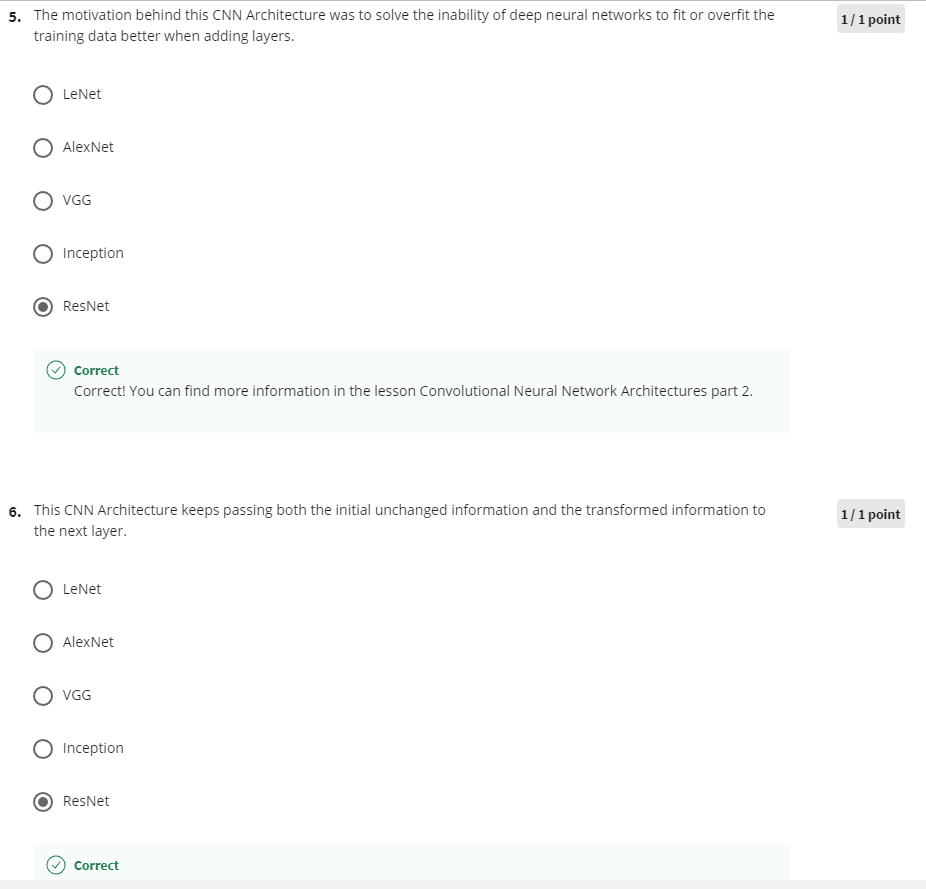 5. The motivation behind this CNN Architecture was to solve the inability of deep neural networks to fit or overfit the
training data better when adding layers.
1 / 1 point
LeNet
AlexNet
VGG
Inception
ResNet
Correct
Correct! You can find more information in the lesson Convolutional Neural Network Architectures part 2.
6. This CNN Architecture keeps passing both the initial unchanged information and the transformed information to
the next layer.
1 / 1 point
LeNet
AlexNet
VGG
Inception
ResNet
Correct